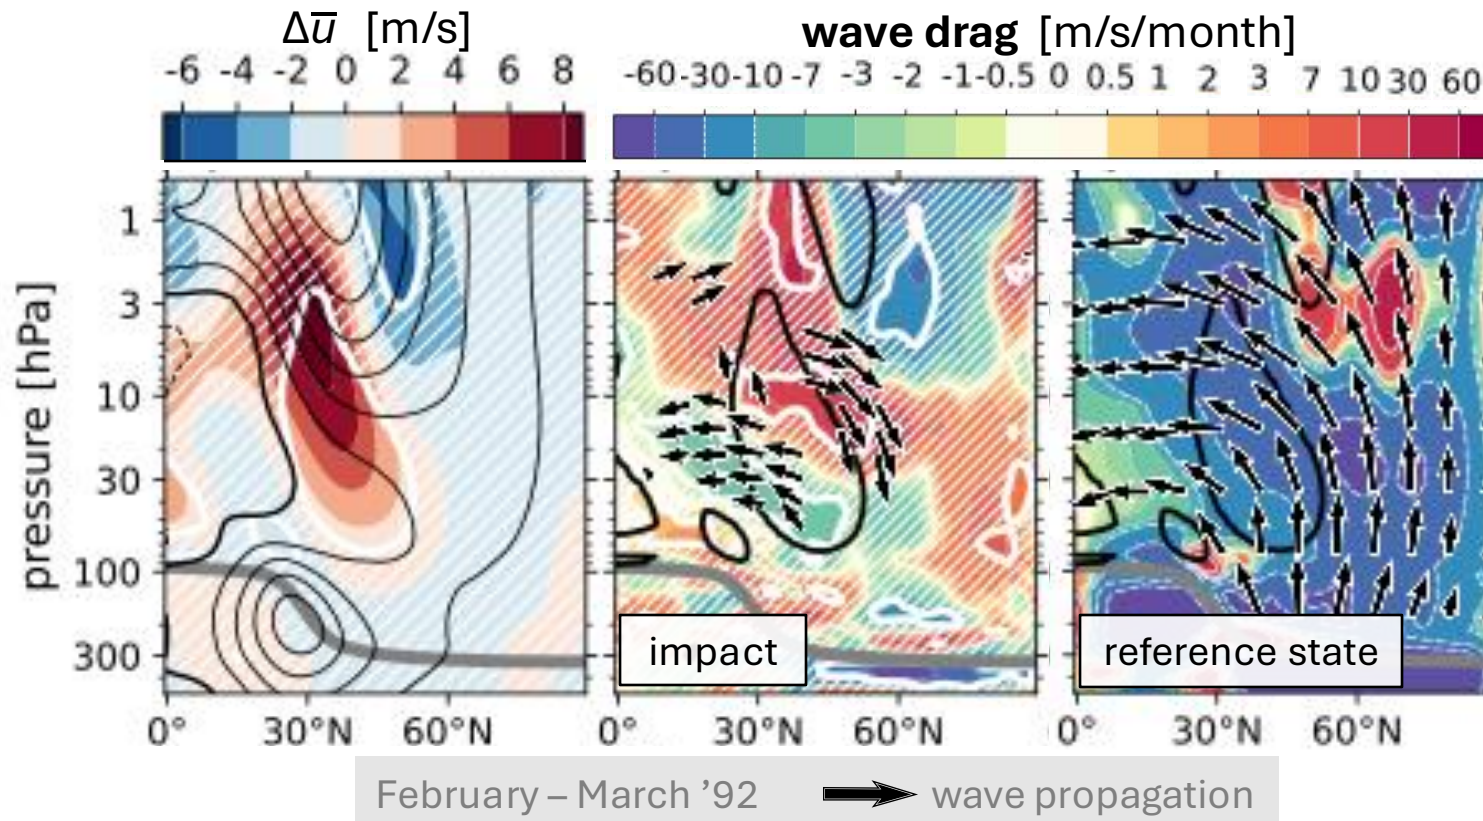 Δu̅ [m/s]
-6 -4 -2 0 2 4 6 8
wave drag [m/s/month]
-60 -30 -10 -7 -3 -2 -1 -0.5 0 0.5 1 2 3 7 10 30 60
pressure [hPa]
1
3
10
30
100
300
0° 30°N 60°N
impact
0° 30°N 60°N
reference state
0° 30°N 60°N
February – March ’92 wave propagation